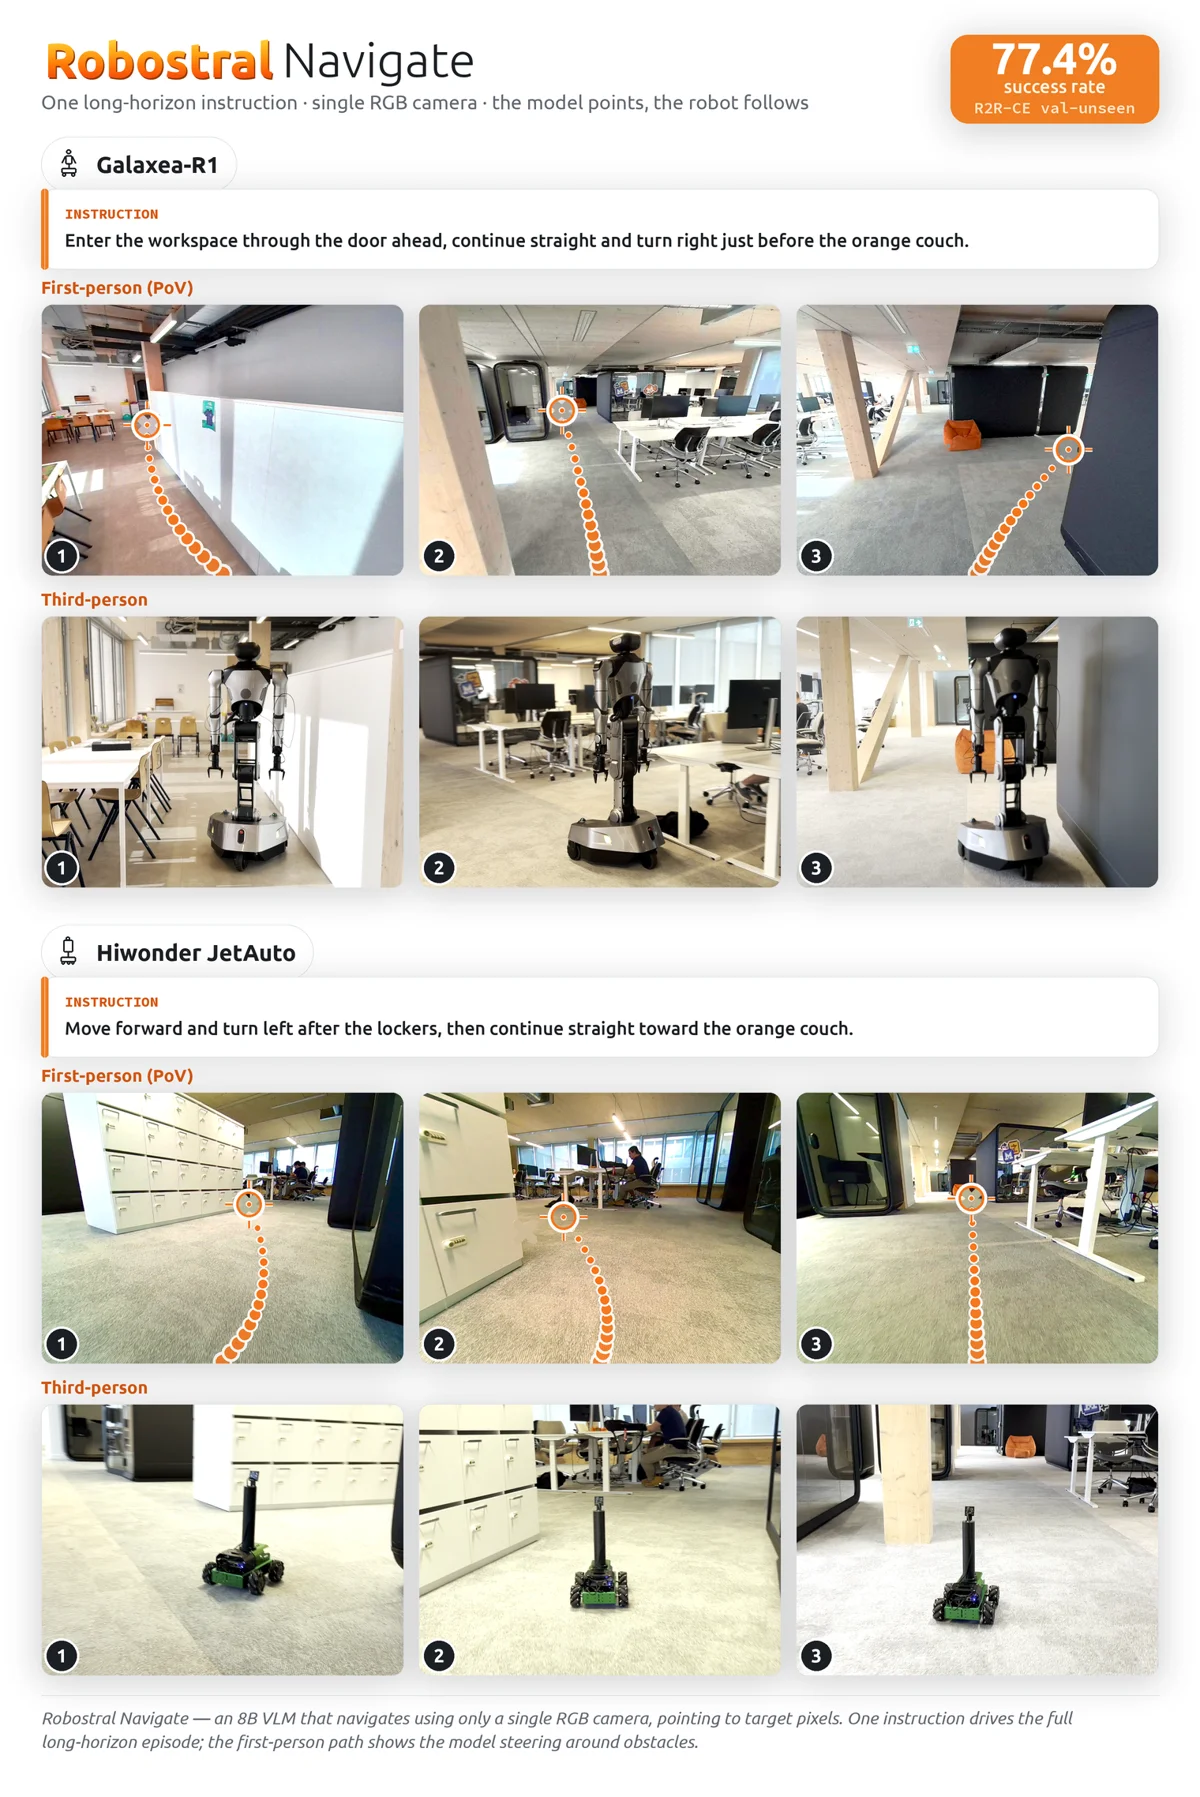 Robostral Navigate
One long-horizon instruction · single RGB camera · the model points, the robot follows
77.4%
success rate
R2R-CE val-unseen
Galaxea-R1
INSTRUCTION
Enter the workspace through the door ahead, continue straight and turn right just before the orange couch.
First-person (PoV)
1
2
3
Third-person
1
2
3
Hiwonder JetAuto
INSTRUCTION
Move forward and turn left after the lockers, then continue straight toward the orange couch.
First-person (PoV)
1
2
3
Third-person
1
2
3
Robostral Navigate — an 8B VLM that navigates using only a single RGB camera, pointing to target pixels. One instruction drives the full
long-horizon episode; the first-person path shows the model steering around obstacles.